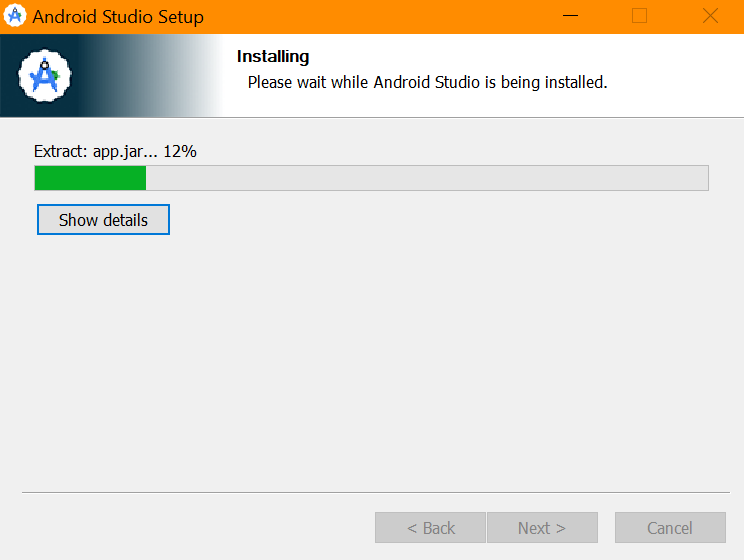 Android Studio Setup
Installing
Please wait while Android Studio is being installed.
Extract: app.jar... 12%
Show details
< Back
Next >
Cancel